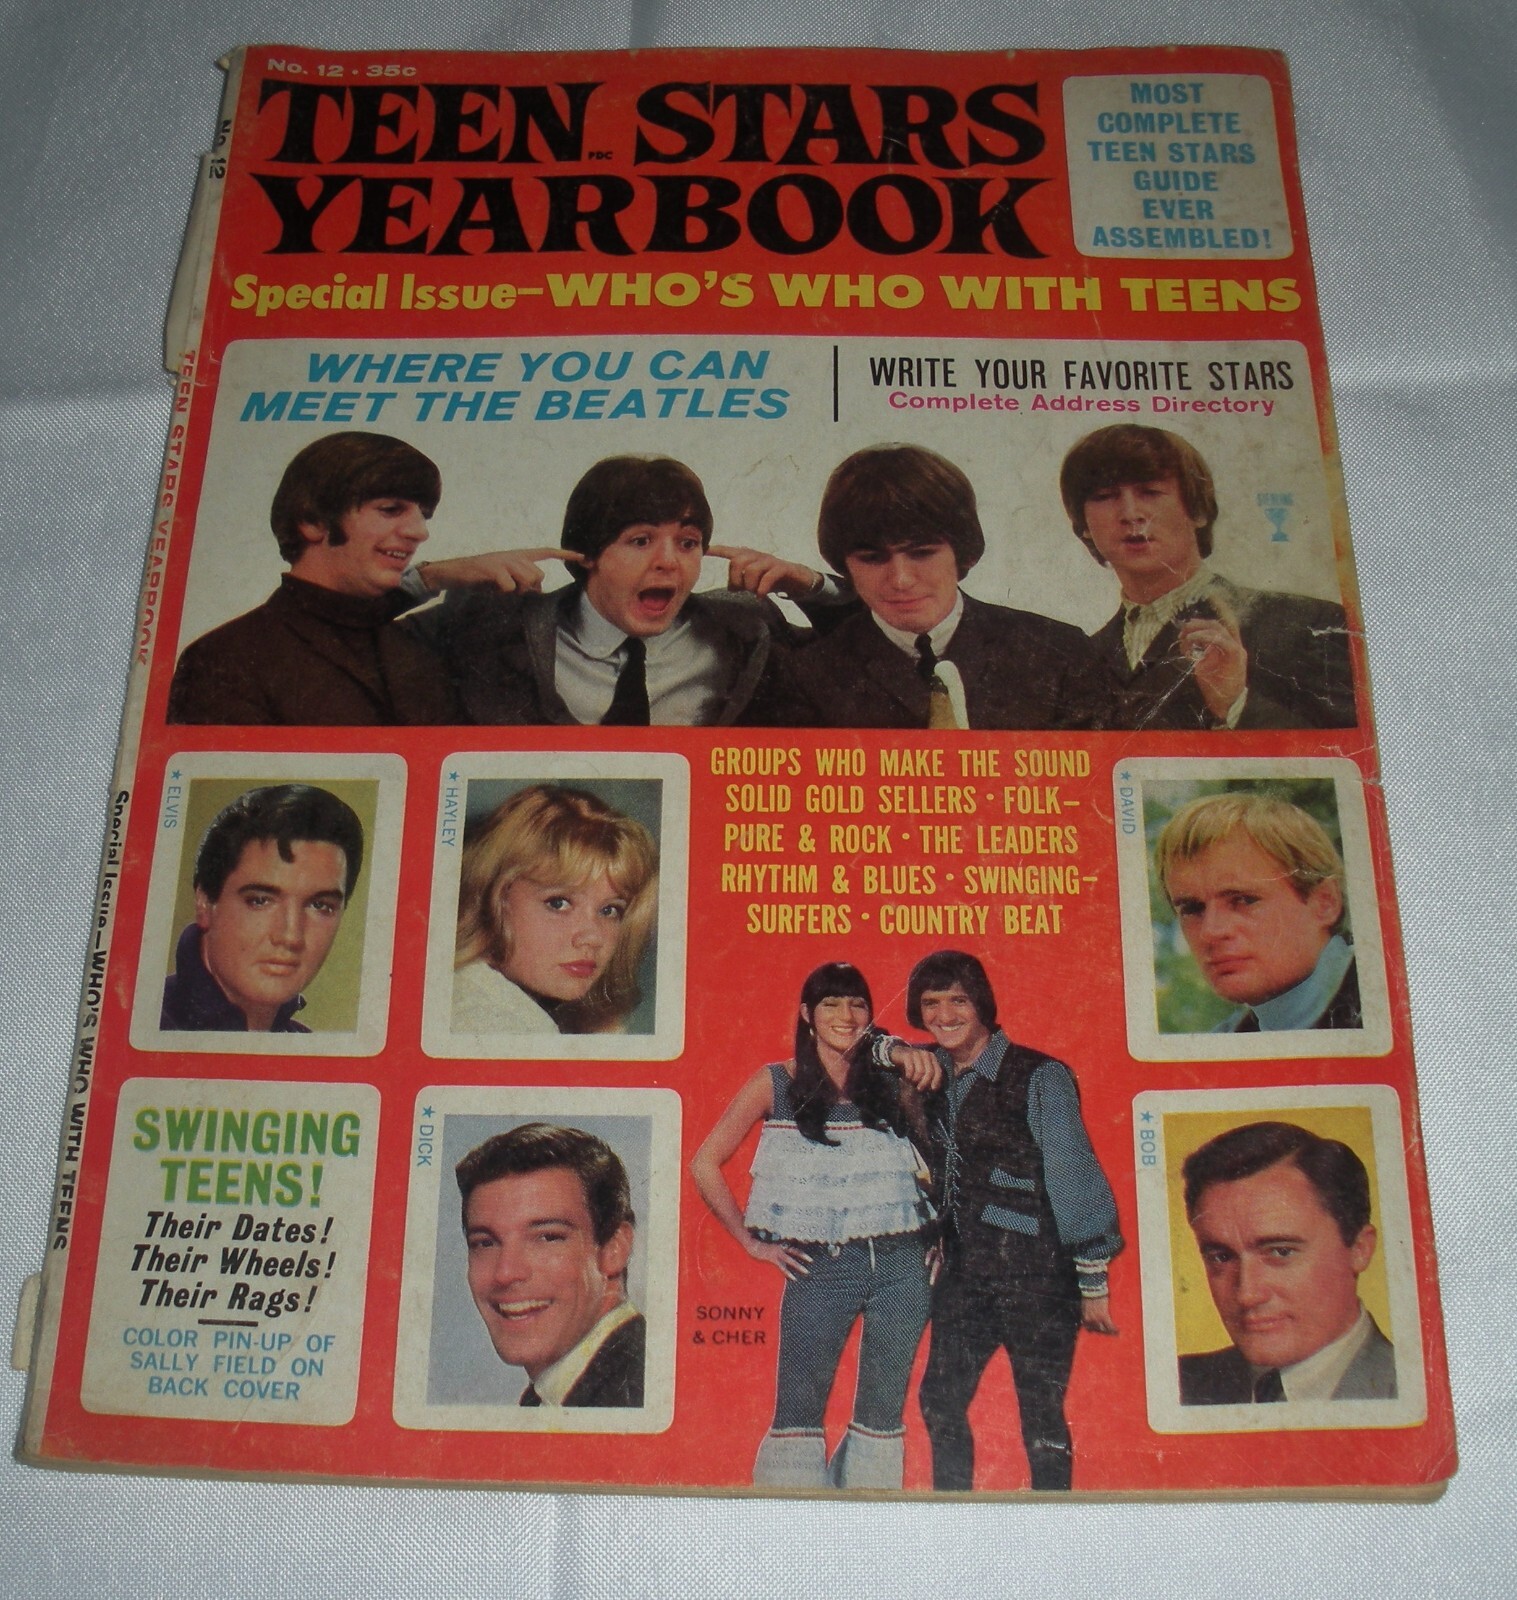 No. 12 • 35c
TEEN STARS
PDC
YEARBOOK
MOST
COMPLETE
TEEN STARS
GUIDE
EVER
ASSEMBLED!
Special Issue–WHO'S WHO WITH TEENS
WHERE YOU CAN
MEET THE BEATLES
WRITE YOUR FAVORITE STARS
Complete Address Directory
★ ELVIS
★ HAYLEY
GROUPS WHO MAKE THE SOUND
SOLID GOLD SELLERS • FOLK–
PURE & ROCK • THE LEADERS
RHYTHM & BLUES • SWINGING–
SURFERS • COUNTRY BEAT
★ DAVID
SWINGING
TEENS!
Their Dates!
Their Wheels!
Their Rags!
COLOR PIN-UP OF
SALLY FIELD ON
BACK COVER
★ DICK
SONNY
& CHER
★ BOB
No. 12
TEEN STARS YEARBOOK
Special Issue–WHO'S WHO WITH TEENS